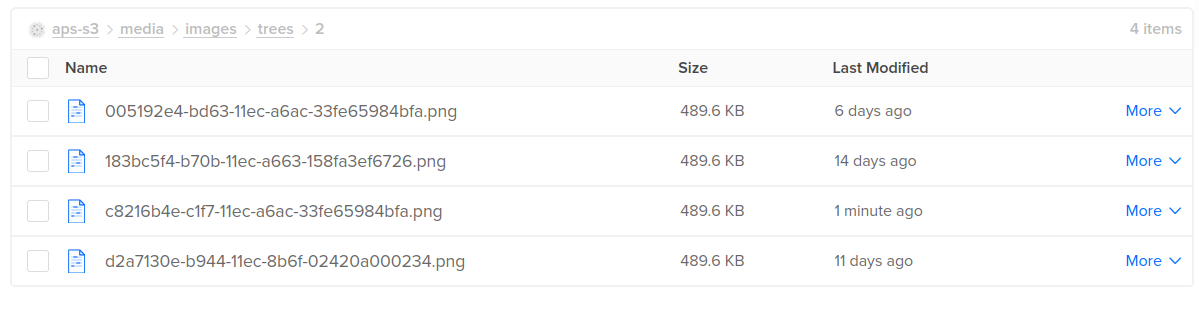 aps-s3 > media > images > trees > 2 4 items
Name Size Last Modified
005192e4-bd63-11ec-a6ac-33fe65984bfa.png 489.6 KB 6 days ago More
183bc5f4-b70b-11ec-a663-158fa3ef6726.png 489.6 KB 14 days ago More
c8216b4e-c1f7-11ec-a6ac-33fe65984bfa.png 489.6 KB 1 minute ago More
d2a7130e-b944-11ec-8b6f-02420a000234.png 489.6 KB 11 days ago More